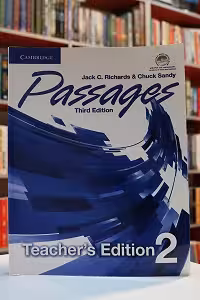 CAMBRIDGE
Jack C. Richards & Chuck Sandy
Passages
Third Edition
Teacher's Edition 2